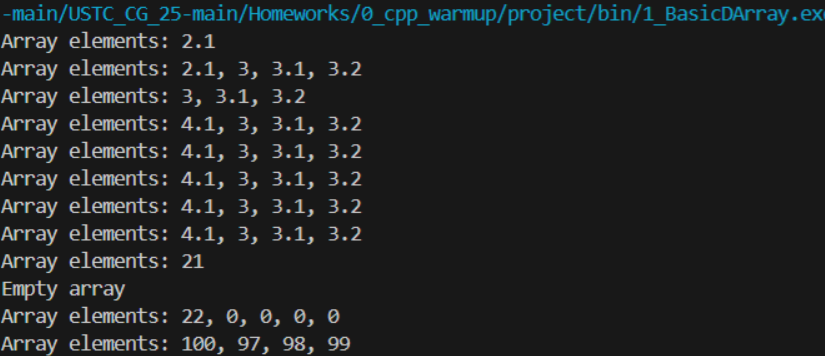 -main/USTC_CG_25-main/Homeworks/0_cpp_warmup/project/bin/1_BasicDArray.exe
Array elements: 2.1
Array elements: 2.1, 3, 3.1, 3.2
Array elements: 3, 3.1, 3.2
Array elements: 4.1, 3, 3.1, 3.2
Array elements: 4.1, 3, 3.1, 3.2
Array elements: 4.1, 3, 3.1, 3.2
Array elements: 4.1, 3, 3.1, 3.2
Array elements: 4.1, 3, 3.1, 3.2
Array elements: 21
Empty array
Array elements: 22, 0, 0, 0, 0
Array elements: 100, 97, 98, 99